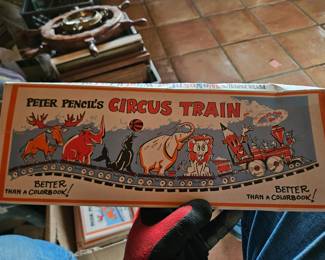 PETER PENCIL'S CIRCUS TRAIN
BETTER
THAN A COLORBOOK!
BETTER
THAN A COLORBOOK!